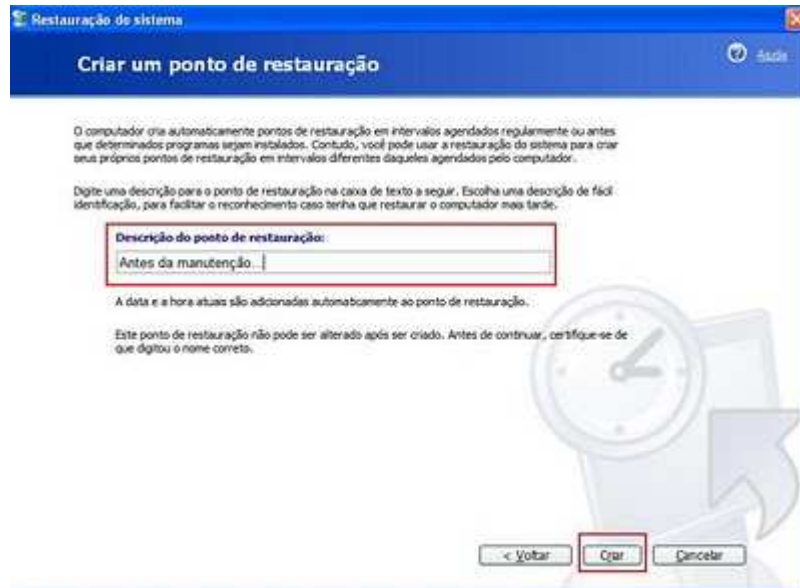 Restauração do sistema
Criar um ponto de restauração
Ajuda
O computador cria automaticamente pontos de restauração em intervalos agendados regularmente ou antes
que determinados programas sejam instalados. Contudo, você pode usar a restauração do sistema para criar
seus próprios pontos de restauração em intervalos diferentes daqueles agendados pelo computador.
Digite uma descrição para o ponto de restauração na caixa de texto a seguir. Escolha uma descrição de fácil
identificação, para facilitar o reconhecimento caso tenha que restaurar o computador mais tarde.
Descrição do ponto de restauração:
Antes da manutenção...
A data e a hora atuais são adicionadas automaticamente ao ponto de restauração.
Este ponto de restauração não pode ser alterado após ser criado. Antes de continuar, certifique-se de
que digitou o nome correto.
< Voltar Criar Cancelar